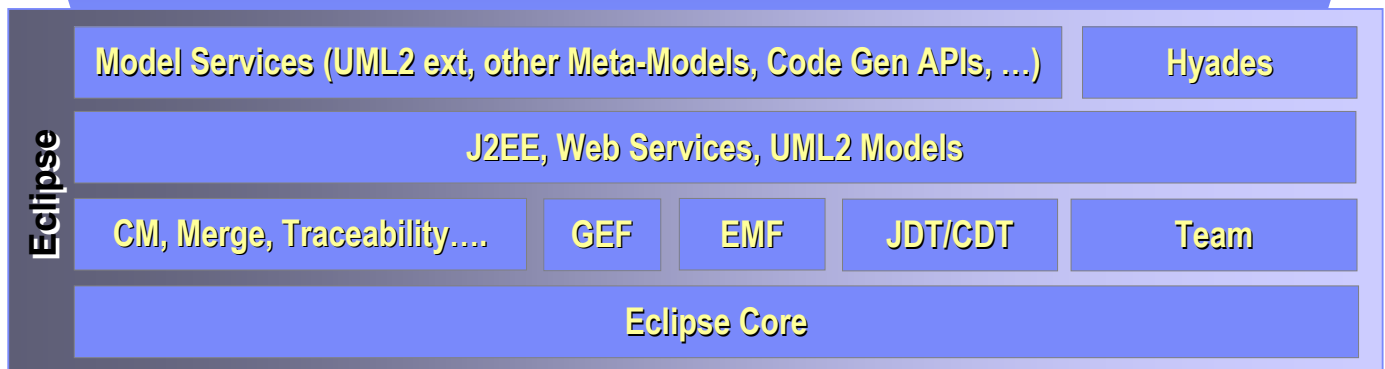 Eclipse
Model Services (UML2 ext, other Meta-Models, Code Gen APIs, …)
Hyades
J2EE, Web Services, UML2 Models
CM, Merge, Traceability….
GEF
EMF
JDT/CDT
Team
Eclipse Core